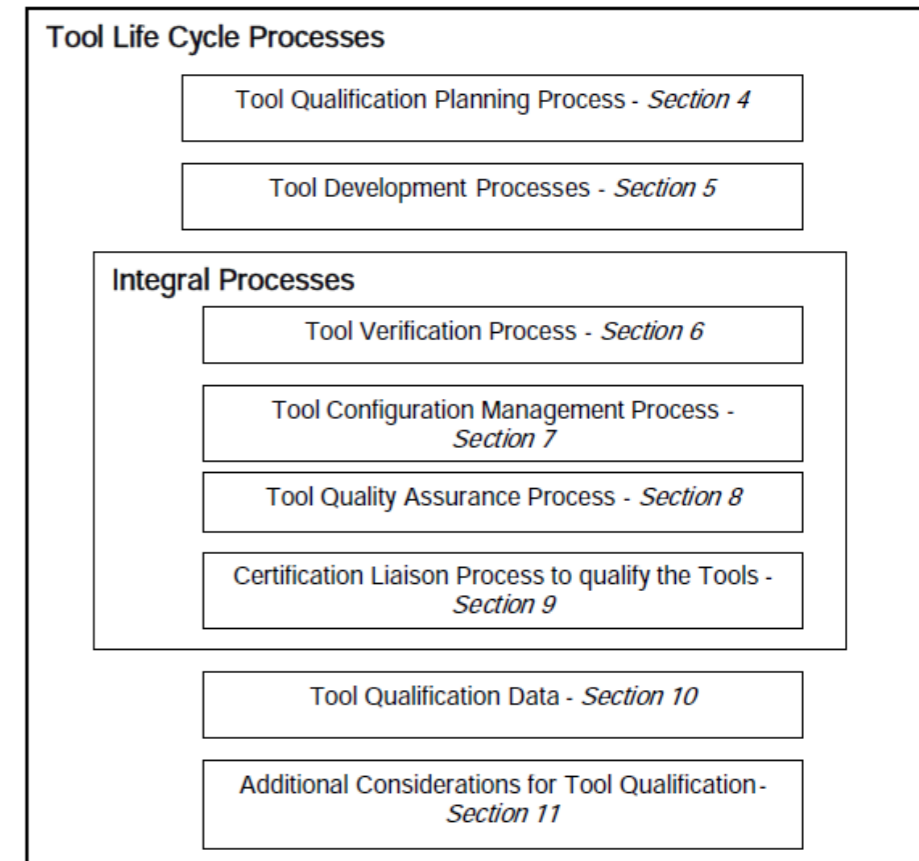 Tool Life Cycle Processes
Tool Qualification Planning Process - Section 4
Tool Development Processes - Section 5
Integral Processes
Tool Verification Process - Section 6
Tool Configuration Management Process -
Section 7
Tool Quality Assurance Process - Section 8
Certification Liaison Process to qualify the Tools -
Section 9
Tool Qualification Data - Section 10
Additional Considerations for Tool Qualification-
Section 11